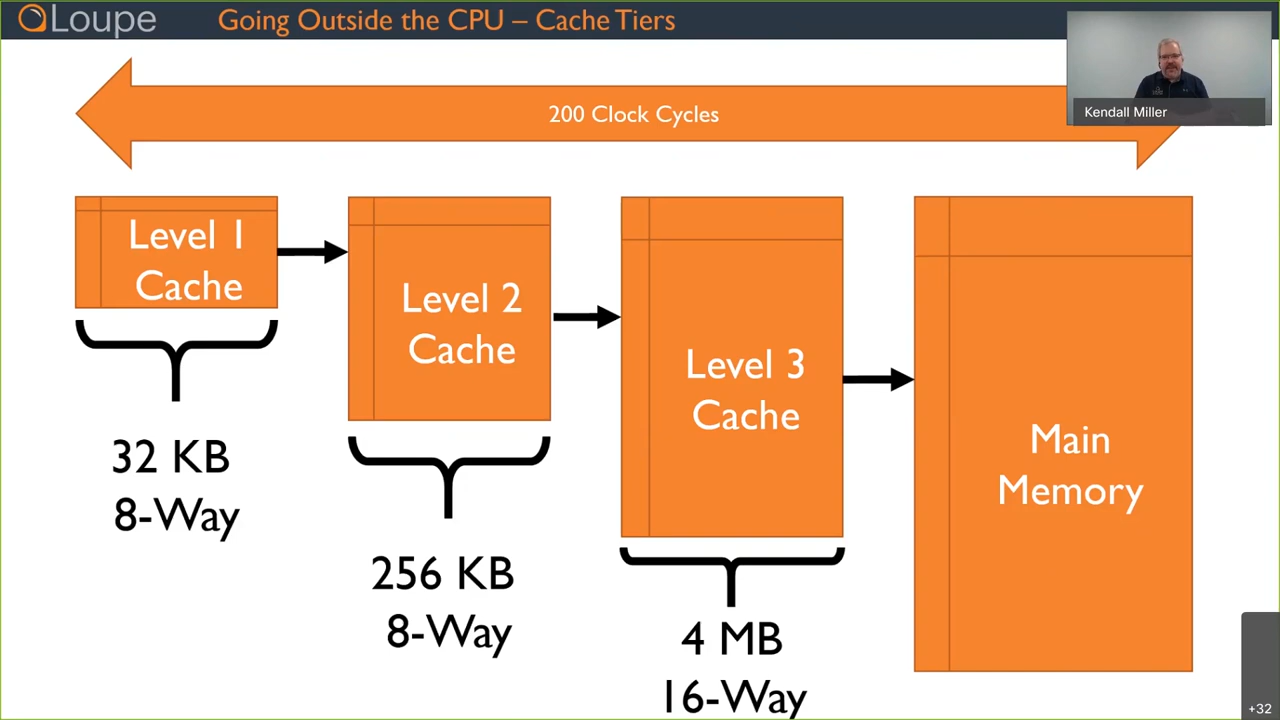 Loupe
Going Outside the CPU – Cache Tiers
Kendall Miller
200 Clock Cycles
Level 1
Cache
Level 2
Cache
Level 3
Cache
Main
Memory
32 KB
8-Way
256 KB
8-Way
4 MB
16-Way
+32